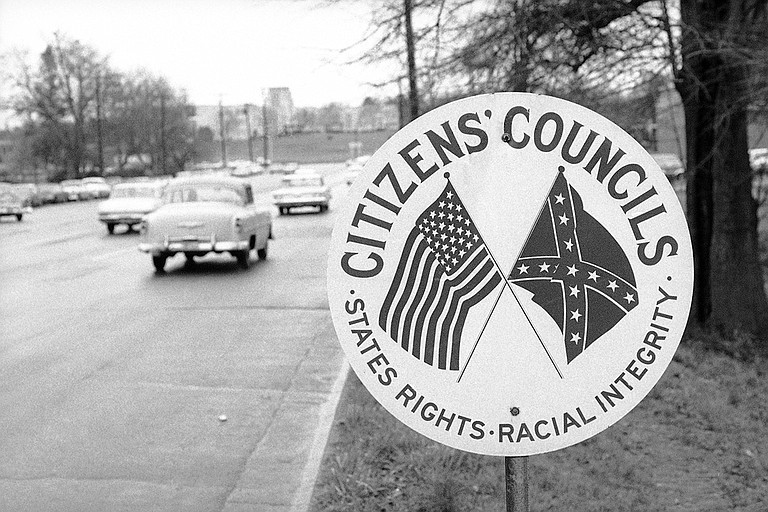 CITIZENS' COUNCILS
· STATES RIGHTS · RACIAL INTEGRITY ·